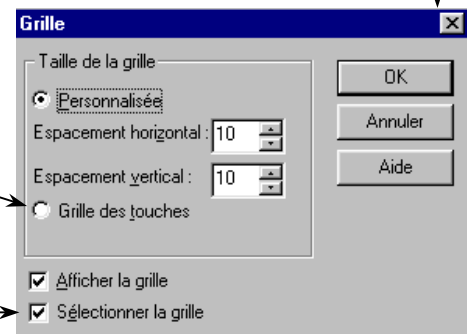 Grille
Taille de la grille
OK
Personnalisée
Annuler
Espacement horizontal : 10
Aide
Espacement vertical : 10
Grille des touches
Afficher la grille
Sélectionner la grille